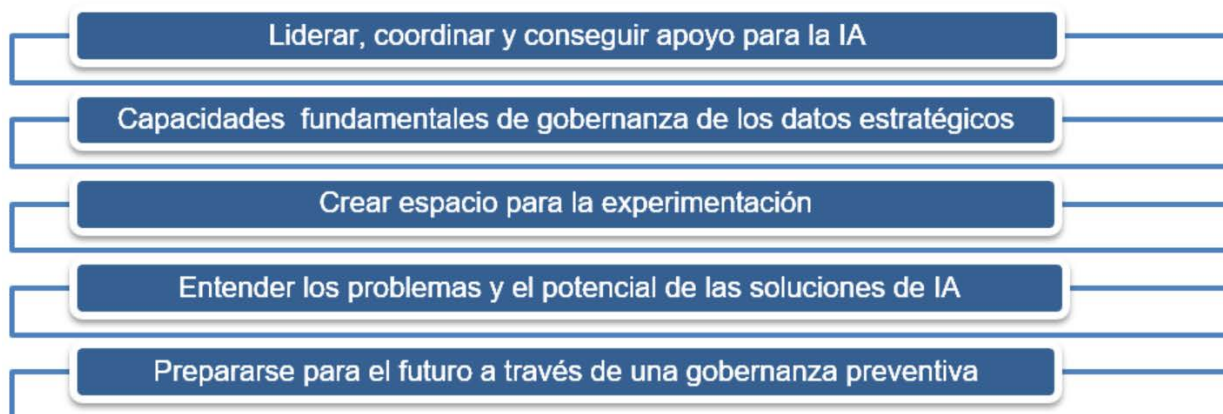 Liderar, coordinar y conseguir apoyo para la IA
Capacidades fundamentales de gobernanza de los datos estratégicos
Crear espacio para la experimentación
Entender los problemas y el potencial de las soluciones de IA
Prepararse para el futuro a través de una gobernanza preventiva